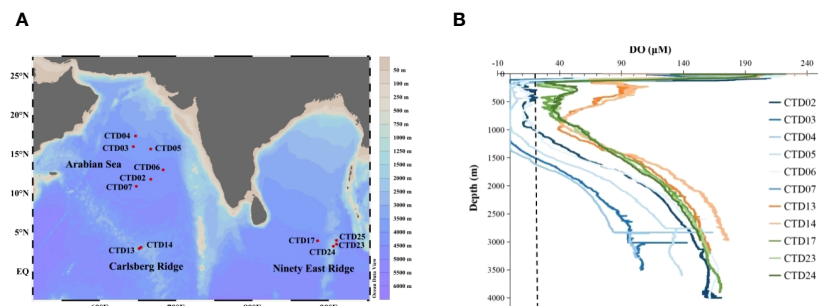 A
B
25°N
20°N
15°N
10°N
5°N
EQ
70°E
CTD04
CTD03
CTD05
Arabian Sea
CTD06
CTD02
CTD07
CTD14
CTD13
Carlsberg Ridge
CTD25
CTD17
CTD23
CTD24
Ninety East Ridge
Ocean Data View
50 m
100 m
250 m
500 m
750 m
1000 m
1250 m
2000 m
2500 m
3000 m
3500 m
4000 m
4500 m
5000 m
5500 m
6000 m
DO (μM)
-10
40
90
140
190
240
0
500
1000
1500
2000
2500
3000
3500
4000
Depth (m)
CTD02
CTD03
CTD04
CTD05
CTD06
CTD07
CTD13
CTD14
CTD17
CTD23
CTD24